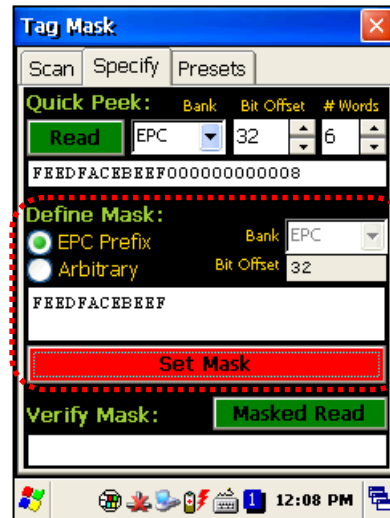 Tag Mask
Scan Specify Presets
Quick Peek: Bank Bit Offset # Words
Read EPC 32 6
FEEDFACEBEEF000000000008
Define Mask:
EPC Prefix Bank EPC
Arbitrary Bit Offset 32
FEEDFACEBEEF
Set Mask
Verify Mask: Masked Read
1 12:08 PM